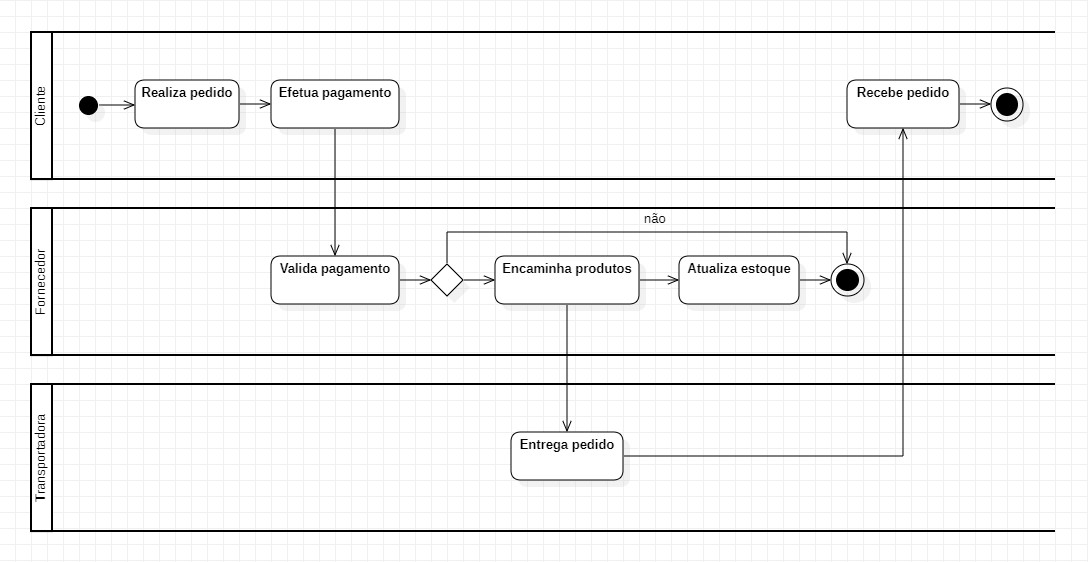 Cliente
Realiza pedido
Efetua pagamento
Recebe pedido
Fornecedor
não
Valida pagamento
Encaminha produtos
Atualiza estoque
Transportadora
Entrega pedido